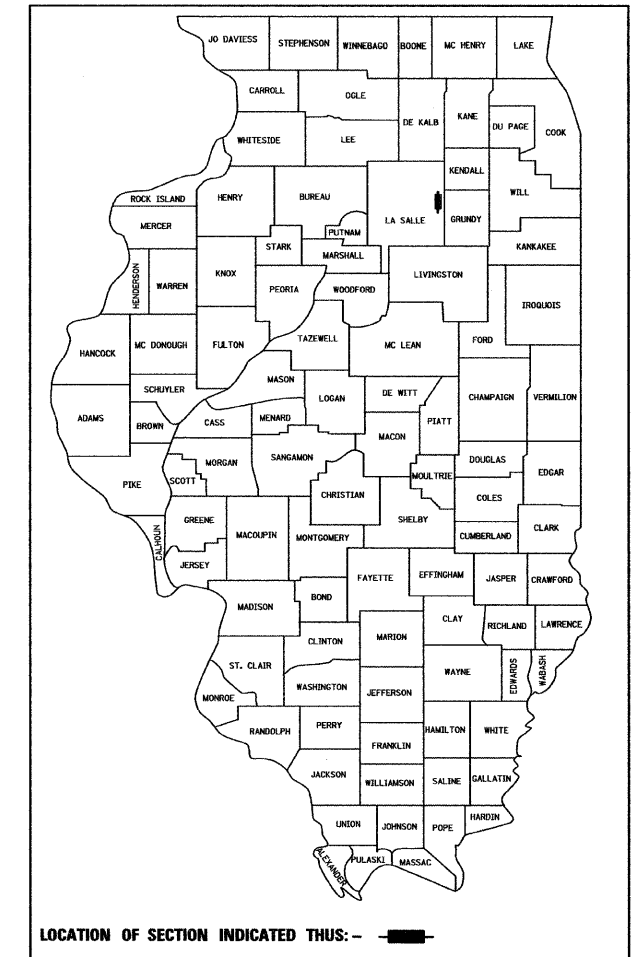 JO DAVIESS
STEPHENSON
WINNEBAGO
BOONE
MC HENRY
LAKE
CARROLL
OGLE
DE KALB
KANE
DU PAGE
COOK
WHITESIDE
LEE
KENDALL
WILL
ROCK ISLAND
HENRY
BUREAU
LA SALLE
GRUNDY
MERCER
PUTNAM
STARK
MARSHALL
KANKAKEE
HENDERSON
WARREN
KNOX
PEORIA
WOODFORD
LIVINGSTON
IROQUOIS
HANCOCK
MC DONOUGH
FULTON
TAZEWELL
MC LEAN
FORD
SCHUYLER
MASON
LOGAN
DE WITT
CHAMPAIGN
VERMILION
ADAMS
BROWN
CASS
MENARD
MACON
PIATT
PIKE
SCOTT
MORGAN
SANGAMON
CHRISTIAN
MOULTRIE
DOUGLAS
EDGAR
COLES
CALHOUN
GREENE
MACOUPIN
MONTGOMERY
SHELBY
CUMBERLAND
CLARK
JERSEY
FAYETTE
EFFINGHAM
JASPER
CRAWFORD
MADISON
BOND
MARION
CLAY
RICHLAND
LAWRENCE
CLINTON
ST. CLAIR
WASHINGTON
JEFFERSON
WAYNE
EDWARDS
WABASH
MONROE
RANDOLPH
PERRY
FRANKLIN
HAMILTON
WHITE
JACKSON
WILLIAMSON
SALINE
GALLATIN
UNION
JOHNSON
POPE
HARDIN
ALEXANDER
PULASKI
MASSAC
LOCATION OF SECTION INDICATED THUS: -